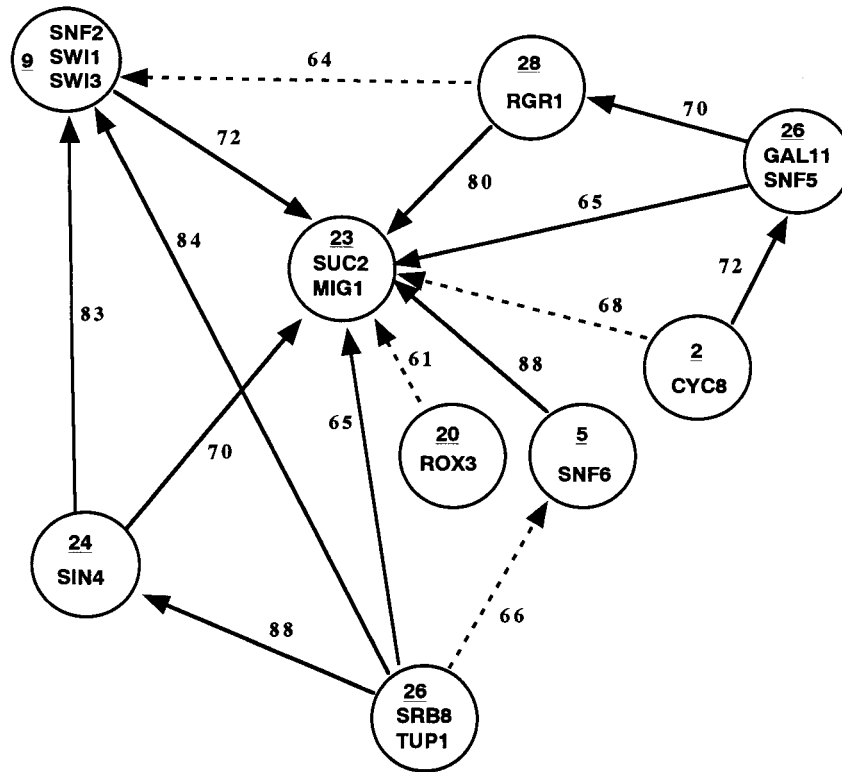 SNF2
9 SWI1
SWI3
64
28
RGR1
70
26
GAL11
SNF5
72
80
65
84
23
SUC2
MIG1
72
68
83
2
CYC8
61
88
65
20
ROX3
5
SNF6
70
24
SIN4
66
88
26
SRB8
TUP1